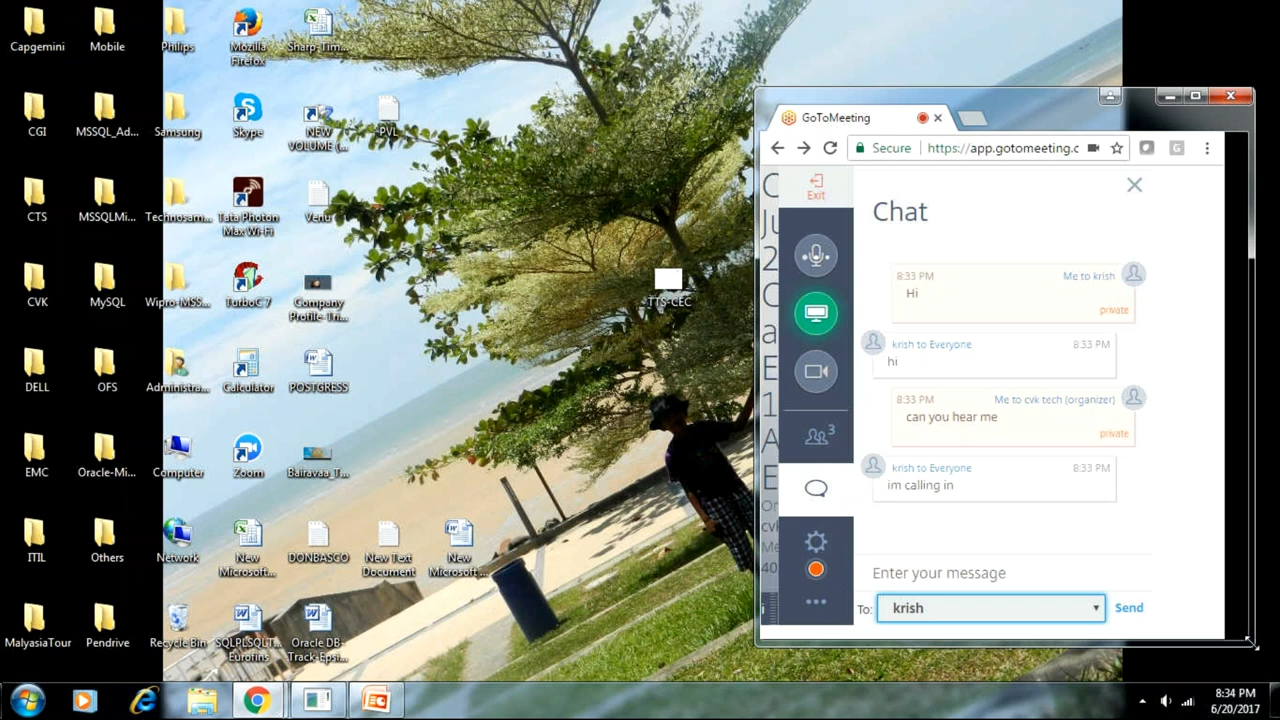 Capgemini
Mobile
Philips
Mozilla
Firefox
Sharp-Tim...
CGI
MSSQL_Ad...
Samsung
Skype
NEW
VOLUME (...
PVL
CTS
MSSQLMi...
Technosam...
Tata Photon
Max Wi-Fi
Venu
CVK
MySQL
Wipro-MSS...
TurboC 7
Company
Profile-Tri...
TTS-CEC
DELL
OFS
Administra...
Calculator
POSTGRESS
EMC
Oracle-Mi...
Computer
Zoom
Bairavaa_T...
ITIL
Others
Network
New
Microsoft...
DONBASCO
New Text
Document
New
Microsoft...
MalyasiaTour
Pendrive
Recycle Bin
SQLPLSQLT...
Eurofins
Oracle DB-
Track-Epsi...
GoToMeeting
Secure
https://app.gotomeeting.c
Exit
Chat
8:33 PM
Me to krish
Hi
private
krish to Everyone
8:33 PM
hi
8:33 PM
Me to cvk tech (organizer)
can you hear me
private
3
krish to Everyone
8:33 PM
im calling in
Enter your message
To:
krish
Send
8:34 PM
6/20/2017